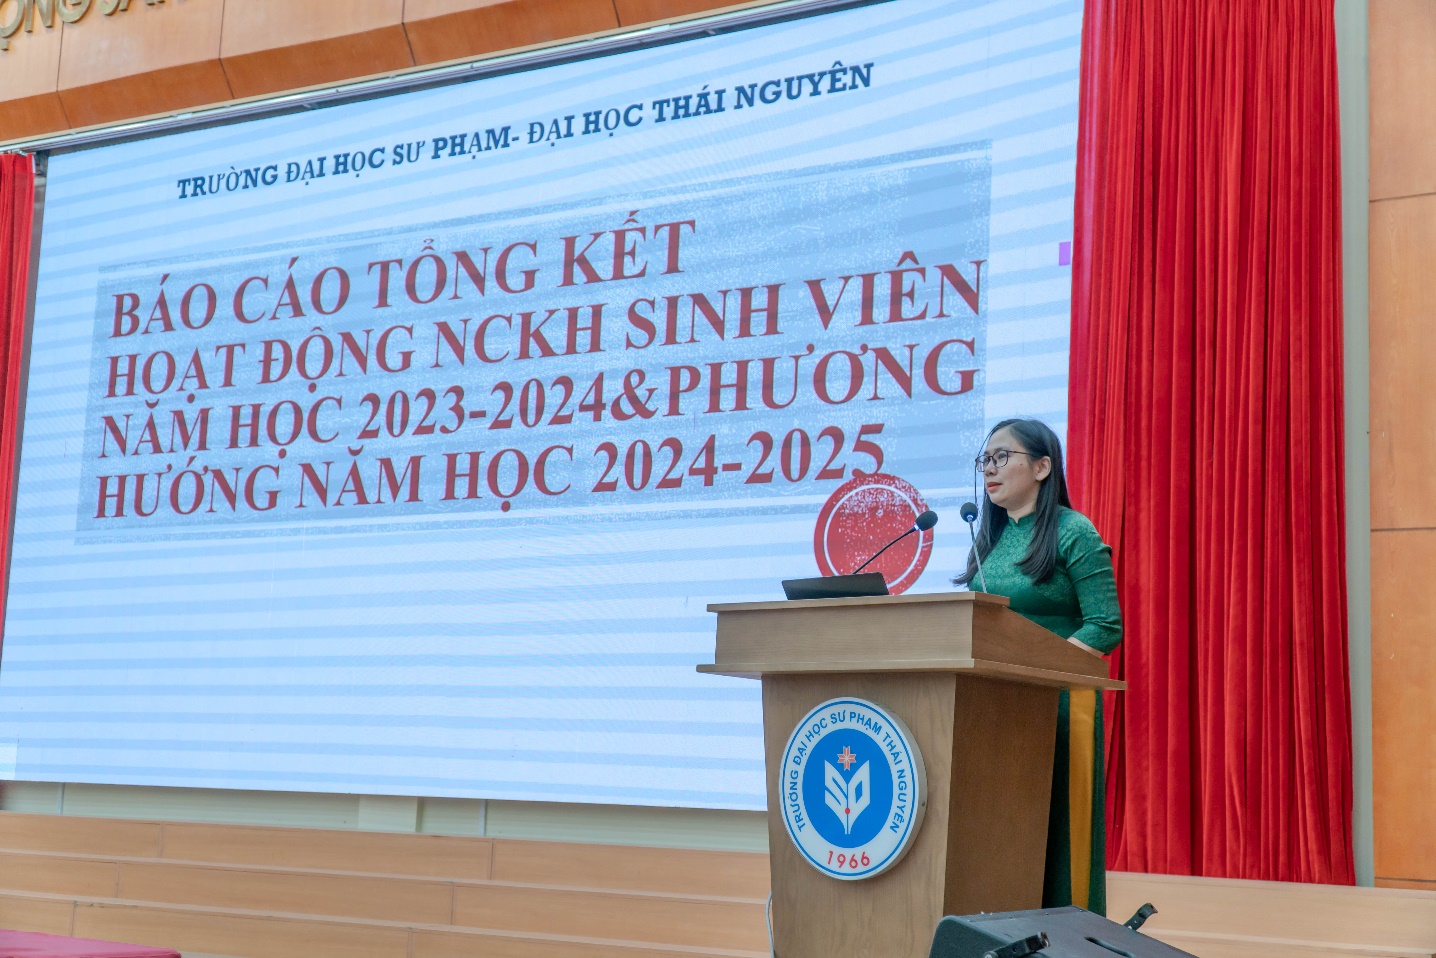 TRƯỜNG ĐẠI HỌC SƯ PHẠM- ĐẠI HỌC THÁI NGUYÊN
BÁO CÁO TỔNG KẾT
HOẠT ĐỘNG NCKH SINH VIÊN
NĂM HỌC 2023-2024&PHƯƠNG
HƯỚNG NĂM HỌC 2024-2025
TRƯỜNG ĐẠI HỌC SƯ PHẠM THÁI NGUYÊN
1966